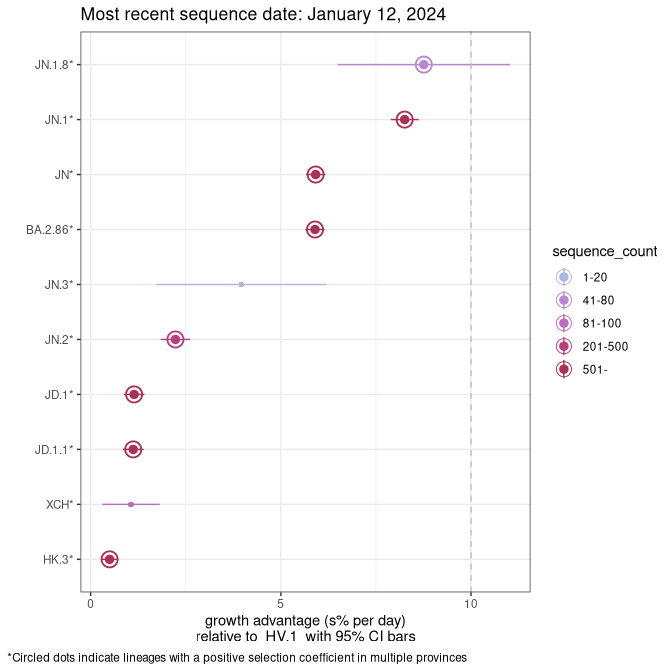 Most recent sequence date: January 12, 2024
JN.1.8*
JN.1*
JN*
BA.2.86*
JN.3*
JN.2*
JD.1*
JD.1.1*
XCH*
HK.3*
0 5 10
growth advantage (s% per day)
relative to HV.1 with 95% CI bars
sequence_count
1-20
41-80
81-100
201-500
501-
*Circled dots indicate lineages with a positive selection coefficient in multiple provinces